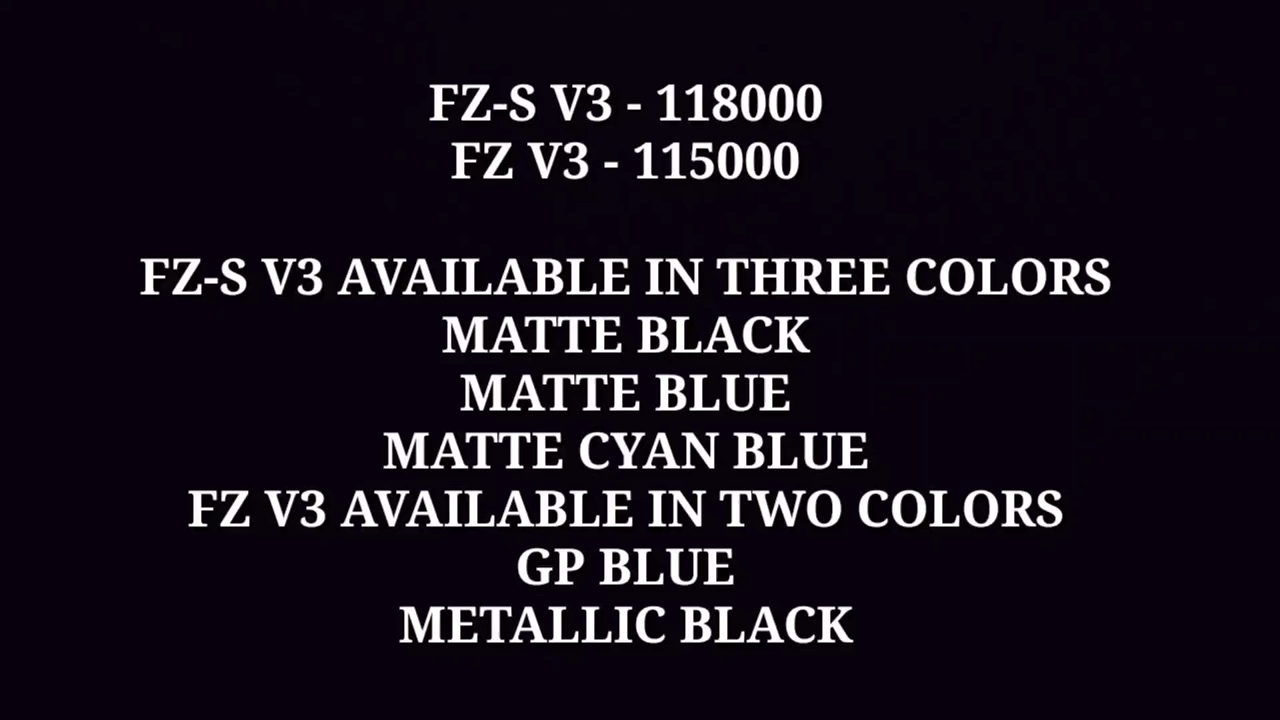 FZ-S V3 - 118000
FZ V3 - 115000
FZ-S V3 AVAILABLE IN THREE COLORS
MATTE BLACK
MATTE BLUE
MATTE CYAN BLUE
FZ V3 AVAILABLE IN TWO COLORS
GP BLUE
METALLIC BLACK